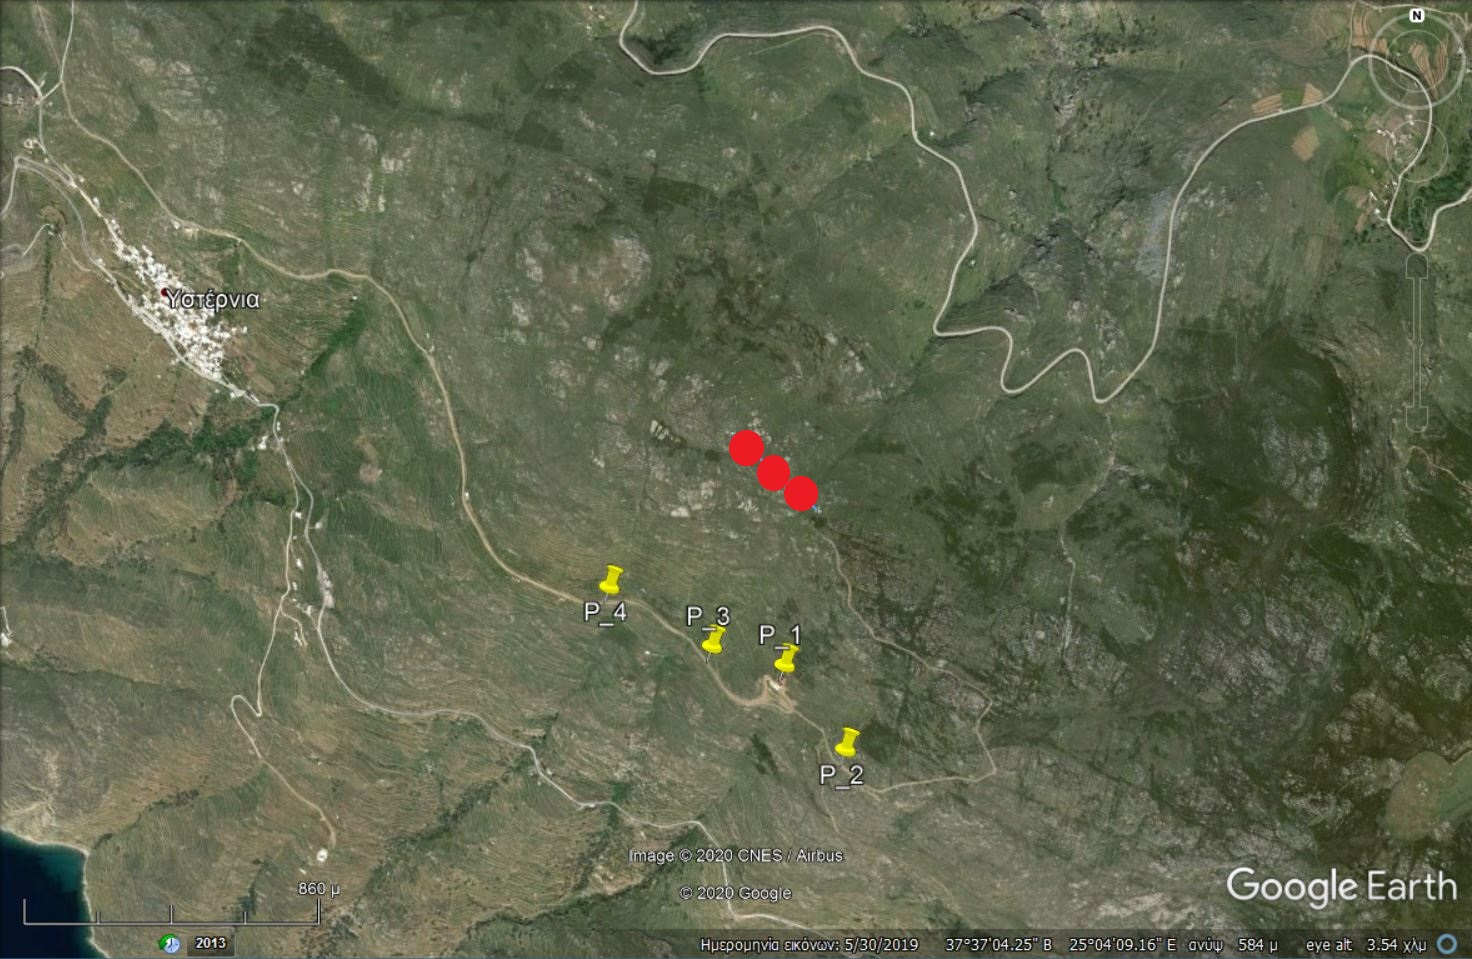 N
Υστέρνια
P_4
P_3
P_1
P_2
Image © 2020 CNES / Airbus
© 2020 Google
Google Earth
860 μ
2013
Ημερομηνία εικόνων: 5/30/2019 37°37'04.25" Β 25°04'09.16" Ε ανύψ 584 μ eye alt 3.54 χλμ